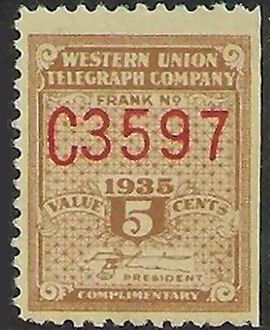 WESTERN UNION
TELEGRAPH COMPANY
FRANK No
C3597
1935
VALUE 5 CENTS
PRESIDENT
COMPLIMENTARY